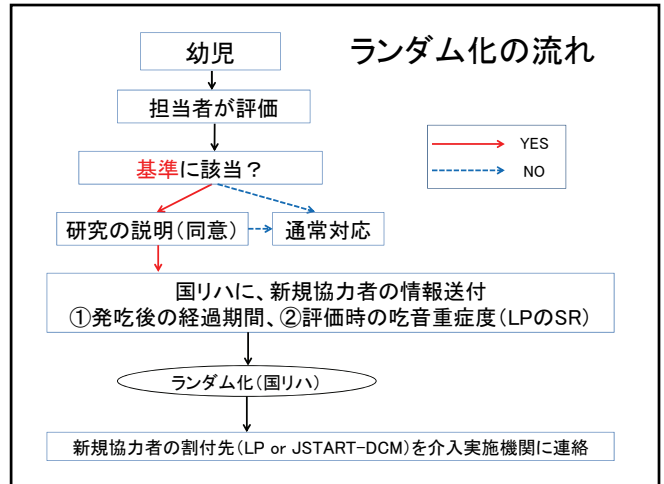 ランダム化の流れ
幼児
担当者が評価
基準に該当？
YES
NO
研究の説明(同意)
通常対応
国リハに、新規協力者の情報送付
①発吃後の経過期間、②評価時の吃音重症度(LPのSR)
ランダム化(国リハ)
新規協力者の割付先(LP or JSTART-DCM)を介入実施機関に連絡